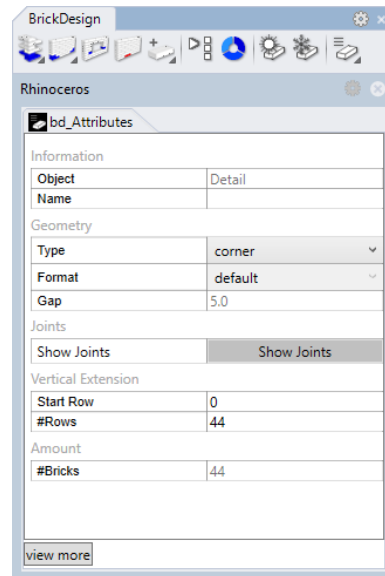 BrickDesign
Rhinoceros
bd_Attributes
Information
Object Detail
Name
Geometry
Type corner
Format default
Gap 5.0
Joints
Show Joints Show Joints
Vertical Extension
Start Row 0
#Rows 44
Amount
#Bricks 44
view more